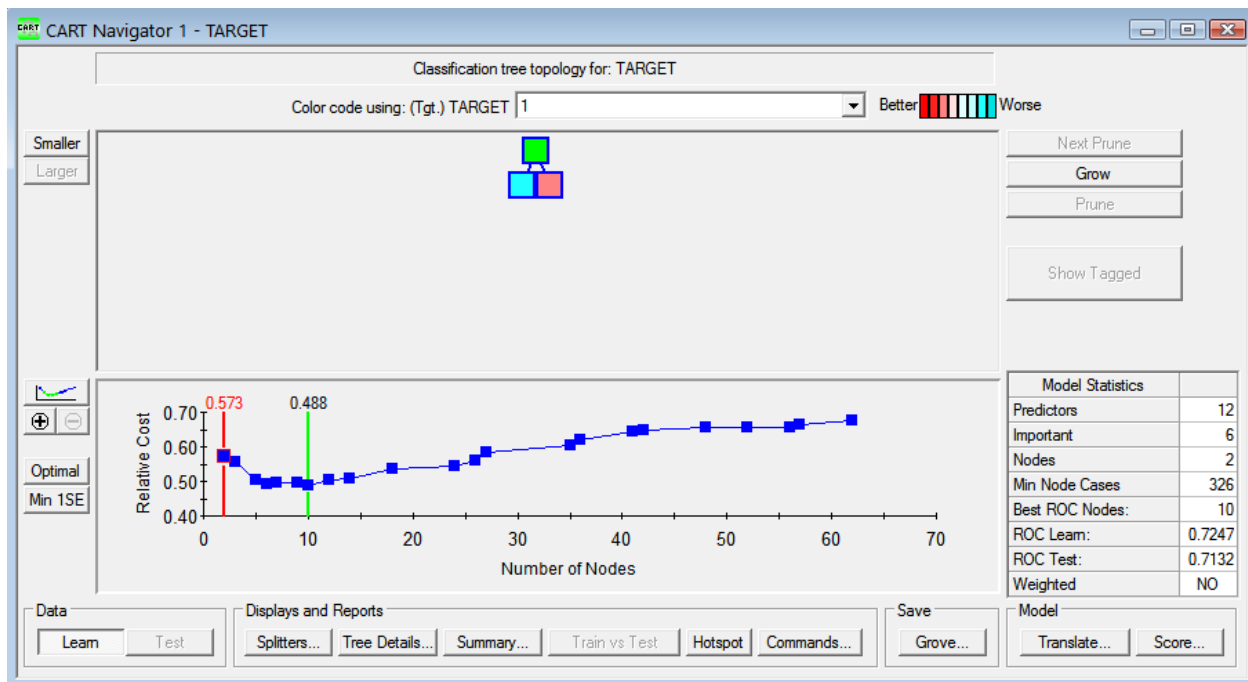 CART CART Navigator 1 - TARGET
Classification tree topology for: TARGET
Color code using: (Tgt.) TARGET 1 Better Worse
Smaller
Larger
Next Prune
Grow
Prune
Show Tagged
Optimal
Min 1SE
0.573 0.488
Relative Cost
0.70
0.60
0.50
0.40
0 10 20 30 40 50 60 70
Number of Nodes
Model Statistics
Predictors 12
Important 6
Nodes 2
Min Node Cases 326
Best ROC Nodes: 10
ROC Learn: 0.7247
ROC Test: 0.7132
Weighted NO
Data
Learn Test
Displays and Reports
Splitters... Tree Details... Summary... Train vs Test Hotspot Commands...
Save
Grove...
Model
Translate... Score...